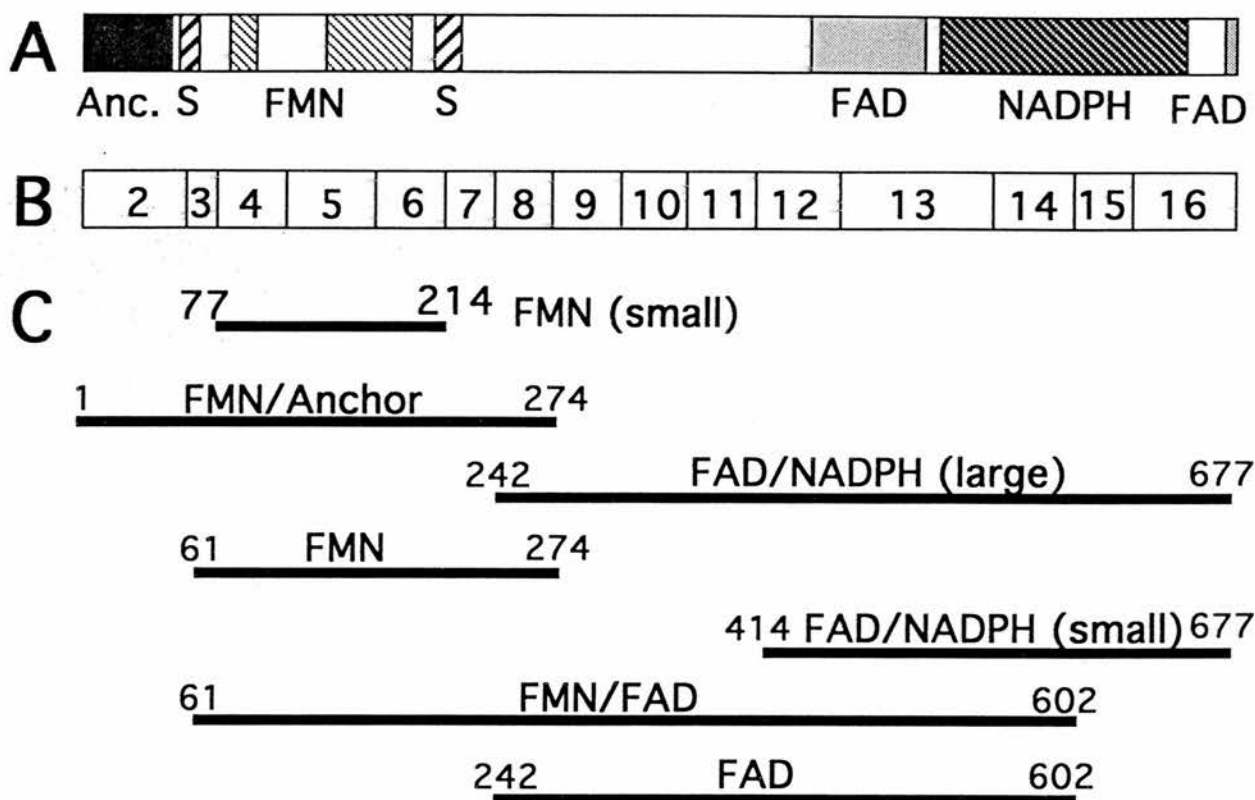 A
Anc. S FMN S FAD NADPH FAD
B 2 3 4 5 6 7 8 9 10 11 12 13 14 15 16
C 77 214 FMN (small)
1 FMN/Anchor 274
242 FAD/NADPH (large) 677
61 FMN 274
414 FAD/NADPH (small) 677
61 FMN/FAD 602
242 FAD 602